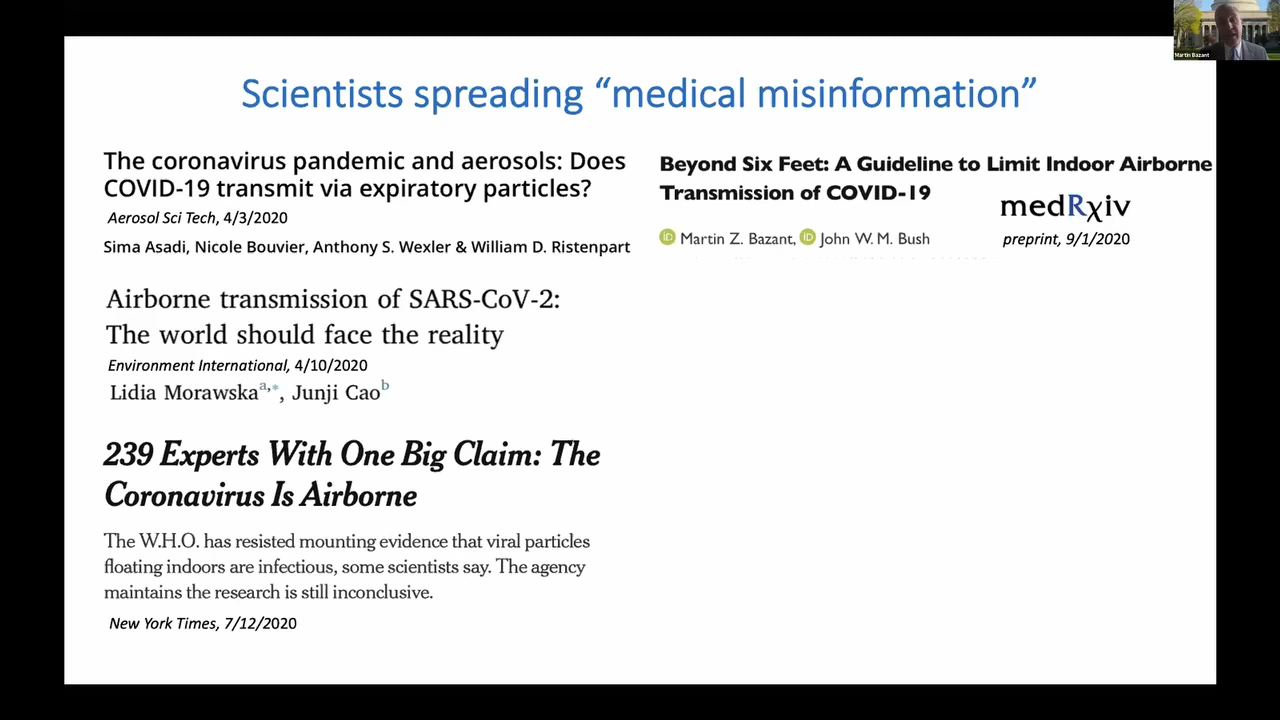 Martin Bazant
Scientists spreading “medical misinformation”
The coronavirus pandemic and aerosols: Does
COVID-19 transmit via expiratory particles?
Aerosol Sci Tech, 4/3/2020
Sima Asadi, Nicole Bouvier, Anthony S. Wexler & William D. Ristenpart
Airborne transmission of SARS-CoV-2:
The world should face the reality
Environment International, 4/10/2020
Lidia Morawska a,*, Junji Cao b
239 Experts With One Big Claim: The
Coronavirus Is Airborne
The W.H.O. has resisted mounting evidence that viral particles
floating indoors are infectious, some scientists say. The agency
maintains the research is still inconclusive.
New York Times, 7/12/2020
Beyond Six Feet: A Guideline to Limit Indoor Airborne
Transmission of COVID-19
medRχiv
iD Martin Z. Bazant, iD John W. M. Bush
preprint, 9/1/2020